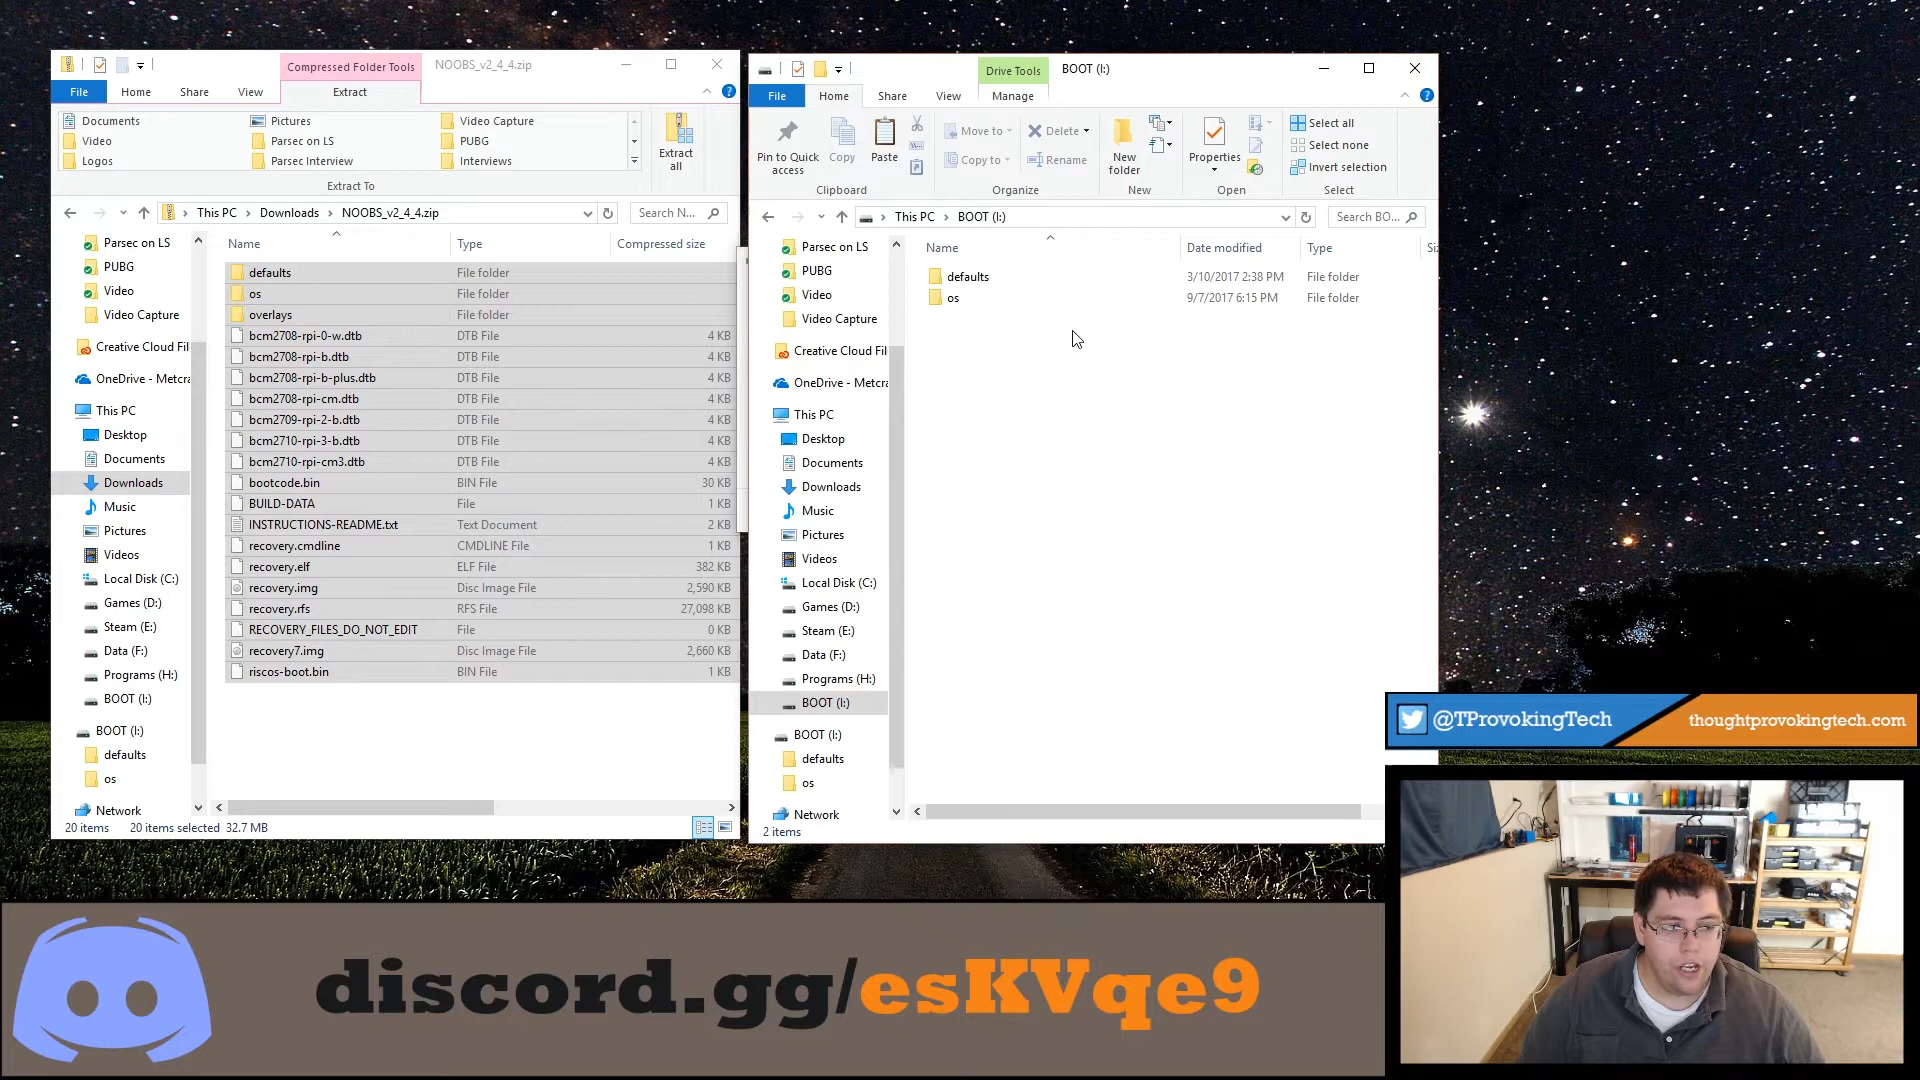 Compressed Folder Tools
NOOBS_v2_4_4.zip
File
Home
Share
View
Extract
Documents
Pictures
Video Capture
Video
Parsec on LS
PUBG
Logos
Parsec Interview
Interviews
Extract all
Extract To
This PC > Downloads > NOOBS_v2_4_4.zip
Search N...
Name
Type
Compressed size
Parsec on LS
PUBG
Video
Video Capture
Creative Cloud Fil
OneDrive - Metcra
This PC
Desktop
Documents
Downloads
Music
Pictures
Videos
Local Disk (C:)
Games (D:)
Steam (E:)
Data (F:)
Programs (H:)
BOOT (I:)
BOOT (I:)
defaults
os
Network
defaults File folder
os File folder
overlays File folder
bcm2708-rpi-0-w.dtb DTB File 4 KB
bcm2708-rpi-b.dtb DTB File 4 KB
bcm2708-rpi-b-plus.dtb DTB File 4 KB
bcm2708-rpi-cm.dtb DTB File 4 KB
bcm2709-rpi-2-b.dtb DTB File 4 KB
bcm2710-rpi-3-b.dtb DTB File 4 KB
bcm2710-rpi-cm3.dtb DTB File 4 KB
bootcode.bin BIN File 30 KB
BUILD-DATA File 1 KB
INSTRUCTIONS-README.txt Text Document 2 KB
recovery.cmdline CMDLINE File 1 KB
recovery.elf ELF File 382 KB
recovery.img Disc Image File 2,590 KB
recovery.rfs RFS File 27,098 KB
RECOVERY_FILES_DO_NOT_EDIT File 0 KB
recovery7.img Disc Image File 2,660 KB
riscos-boot.bin BIN File 1 KB
20 items 20 items selected 32.7 MB
Drive Tools
BOOT (I:)
File
Home
Share
View
Manage
Pin to Quick access
Copy
Paste
Move to
Copy to
Delete
Rename
New folder
Properties
Select all
Select none
Invert selection
Clipboard
Organize
New
Open
Select
This PC > BOOT (I:)
Search BO...
Name
Date modified
Type
Si
Parsec on LS
PUBG
Video
Video Capture
Creative Cloud Fil
OneDrive - Metcra
This PC
Desktop
Documents
Downloads
Music
Pictures
Videos
Local Disk (C:)
Games (D:)
Steam (E:)
Data (F:)
Programs (H:)
BOOT (I:)
BOOT (I:)
defaults
os
Network
defaults 3/10/2017 2:38 PM File folder
os 9/7/2017 6:15 PM File folder
2 items
@TProvokingTech
thoughtprovokingtech.com
discord.gg/esKVqe9